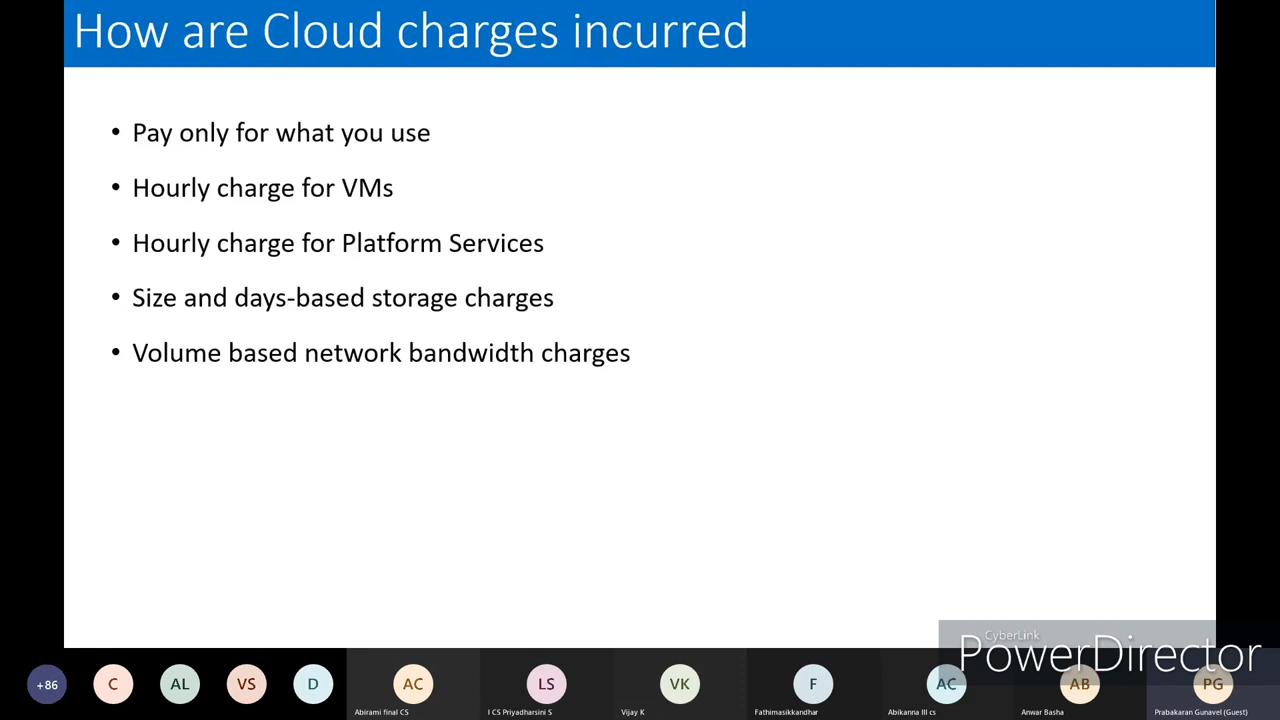 How are Cloud charges incurred
• Pay only for what you use
• Hourly charge for VMs
• Hourly charge for Platform Services
• Size and days-based storage charges
• Volume based network bandwidth charges
CyberLink
PowerDirector
+86 C AL VS D AC LS VK F AC AB PG
Abirami final CS I CS Priyadharsini S Vijay K Fathimasikkandhar Abikanna III cs Anwar Basha Prabakaran Gunavel (Guest)